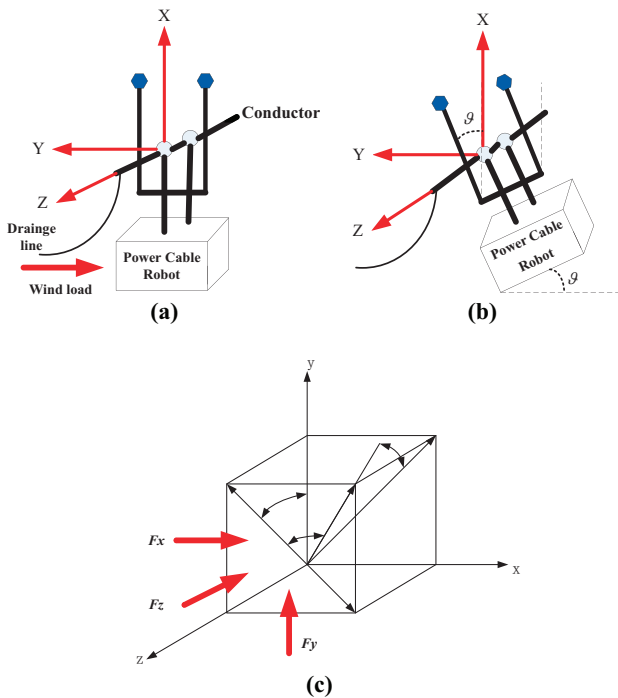 X
Conductor
Y
Z
Drainge
line
Wind load
Power Cable
Robot
(a)
X
ϑ
Y
Z
Power Cable
Robot
ϑ
(b)
y
Fx
x
Fz
z
Fy
(c)